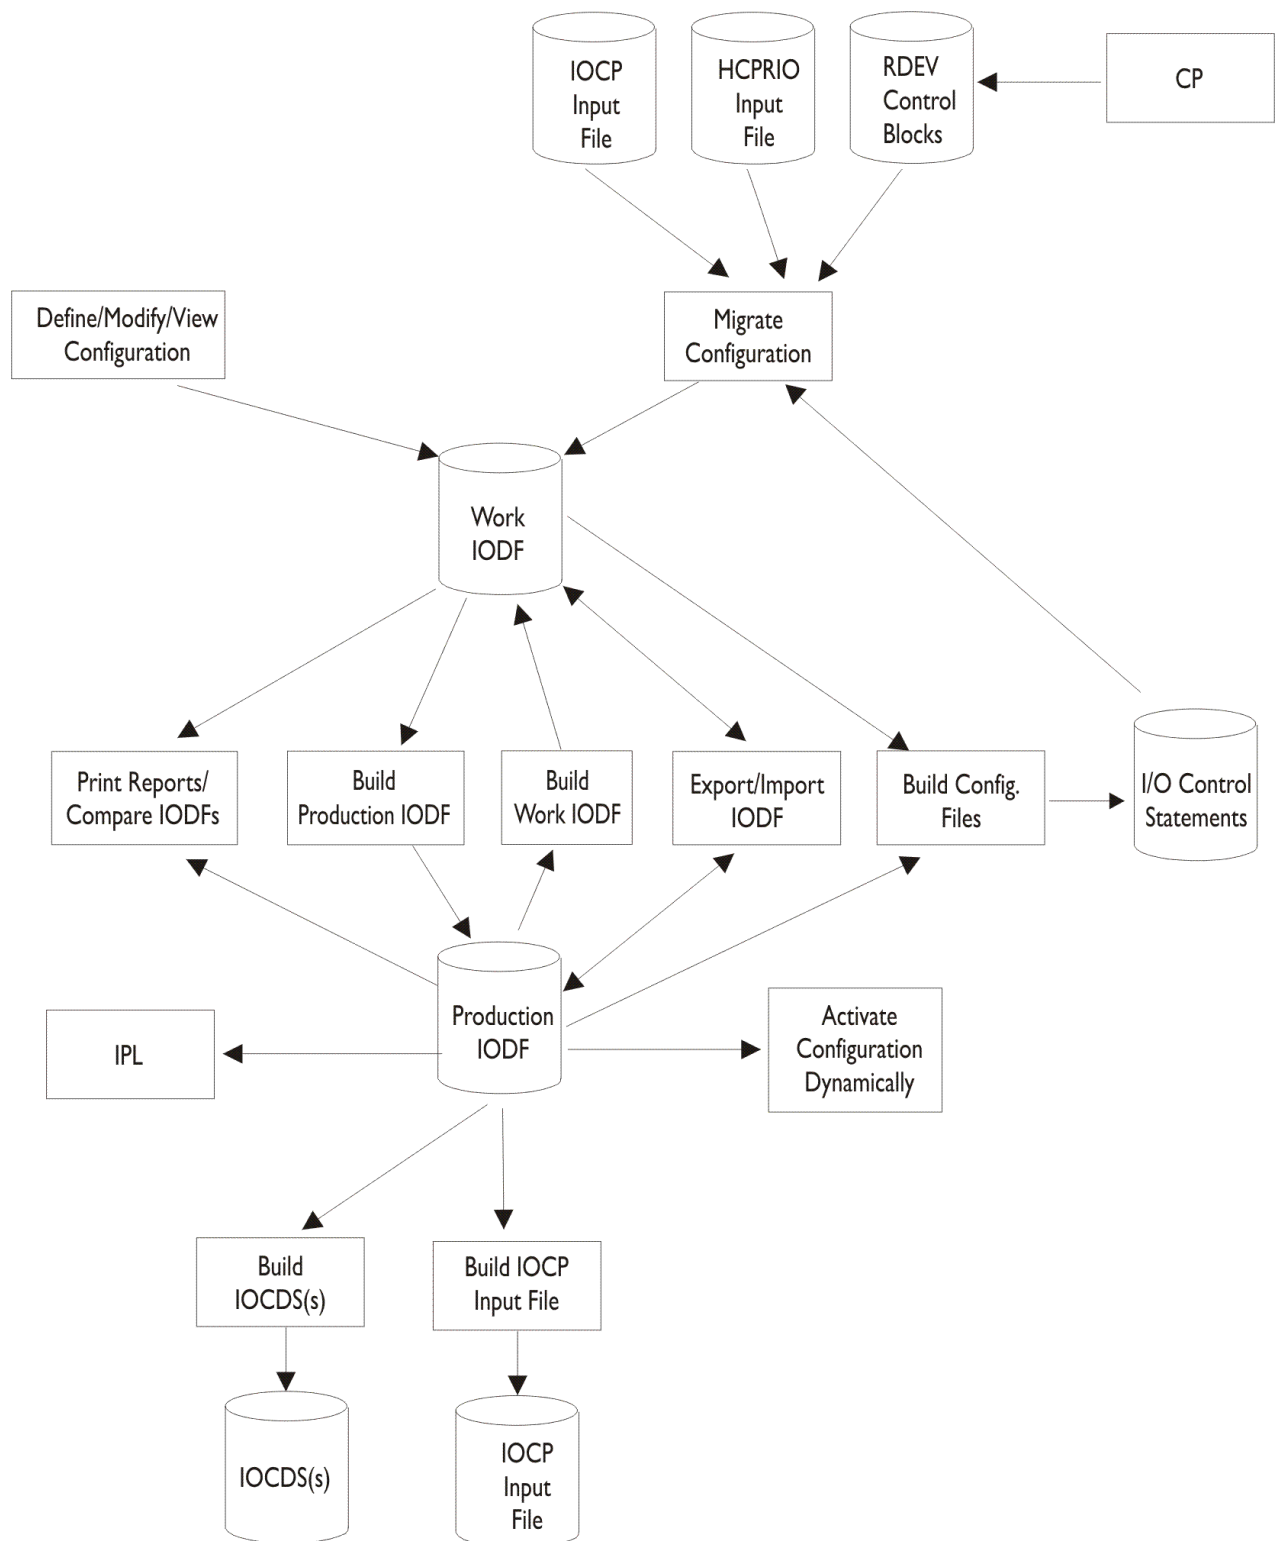 IOCP
Input
File
HCPRIO
Input
File
RDEV
Control
Blocks
CP
Define/Modify/View
Configuration
Migrate
Configuration
Work
IODF
Print Reports/
Compare IODFs
Build
Production IODF
Build
Work IODF
Export/Import
IODF
Build Config.
Files
I/O Control
Statements
IPL
Production
IODF
Activate
Configuration
Dynamically
Build
IOCDS(s)
Build IOCP
Input File
IOCDS(s)
IOCP
Input
File